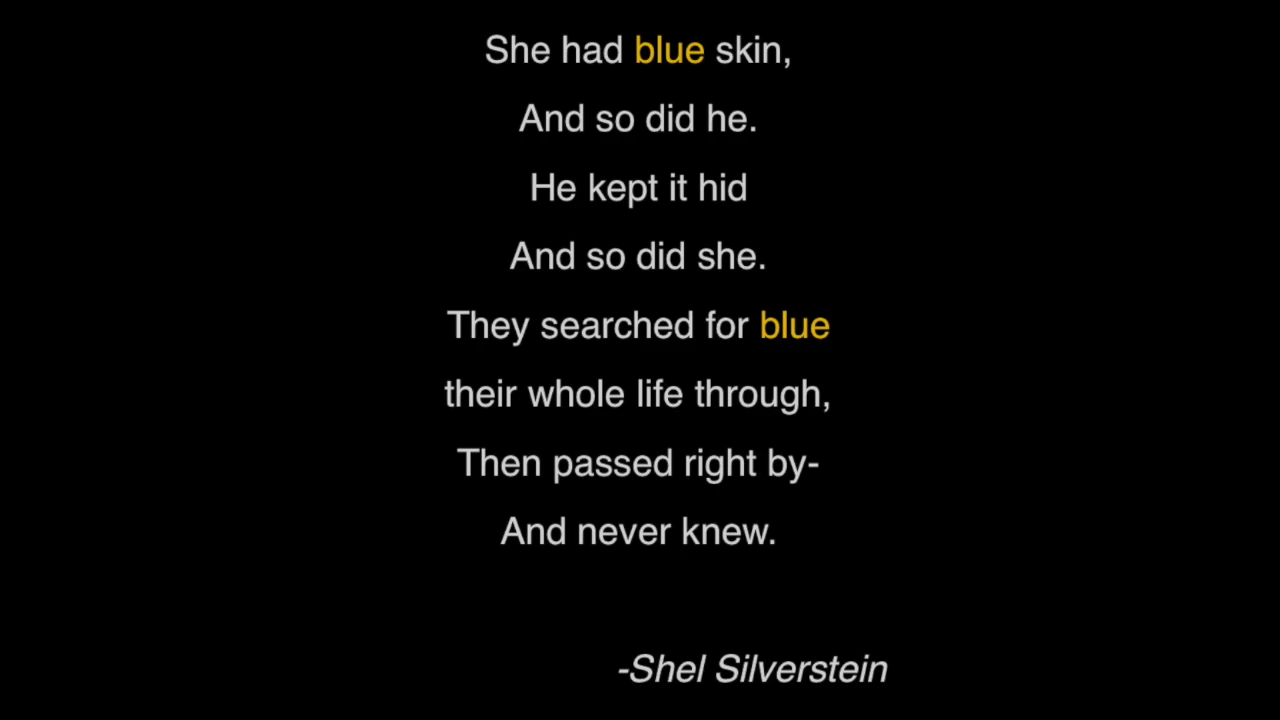 She had blue skin,
And so did he.
He kept it hid
And so did she.
They searched for blue
their whole life through,
Then passed right by-
And never knew.
-Shel Silverstein